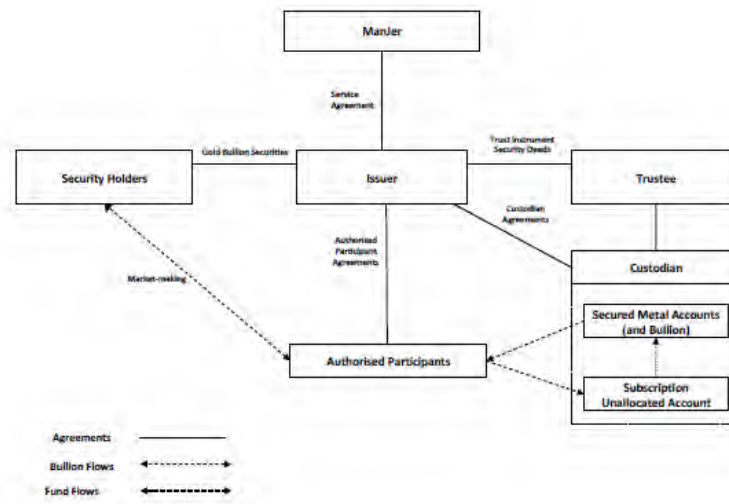 ManJer
Service
Agreement
Gold Bullion Securities
Trust Instrument
Security Deeds
Security Holders
Issuer
Trustee
Custodian
Agreements
Authorised
Participant
Agreements
Market-making
Custodian
Secured Metal Accounts
(and Bullion)
Authorised Participants
Subscription
Unallocated Account
Agreements
Bullion Flows
Fund Flows